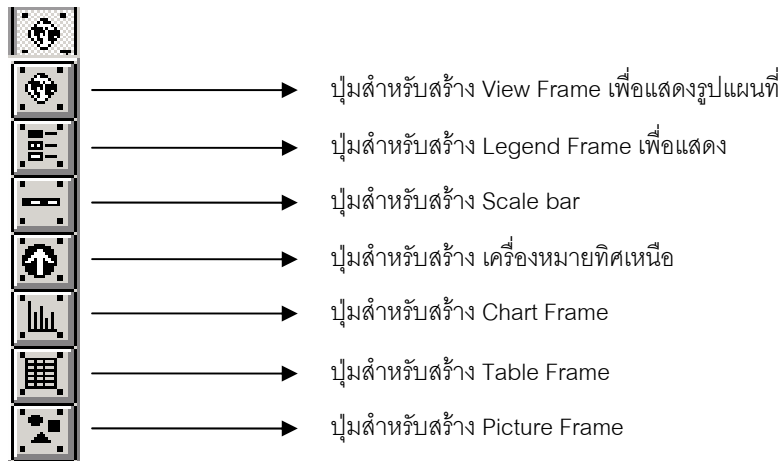 ปุ่มสำหรับสร้าง View Frame เพื่อแสดงรูปแผนที่
ปุ่มสำหรับสร้าง Legend Frame เพื่อแสดง
ปุ่มสำหรับสร้าง Scale bar
ปุ่มสำหรับสร้าง เครื่องหมายทิศเหนือ
ปุ่มสำหรับสร้าง Chart Frame
ปุ่มสำหรับสร้าง Table Frame
ปุ่มสำหรับสร้าง Picture Frame